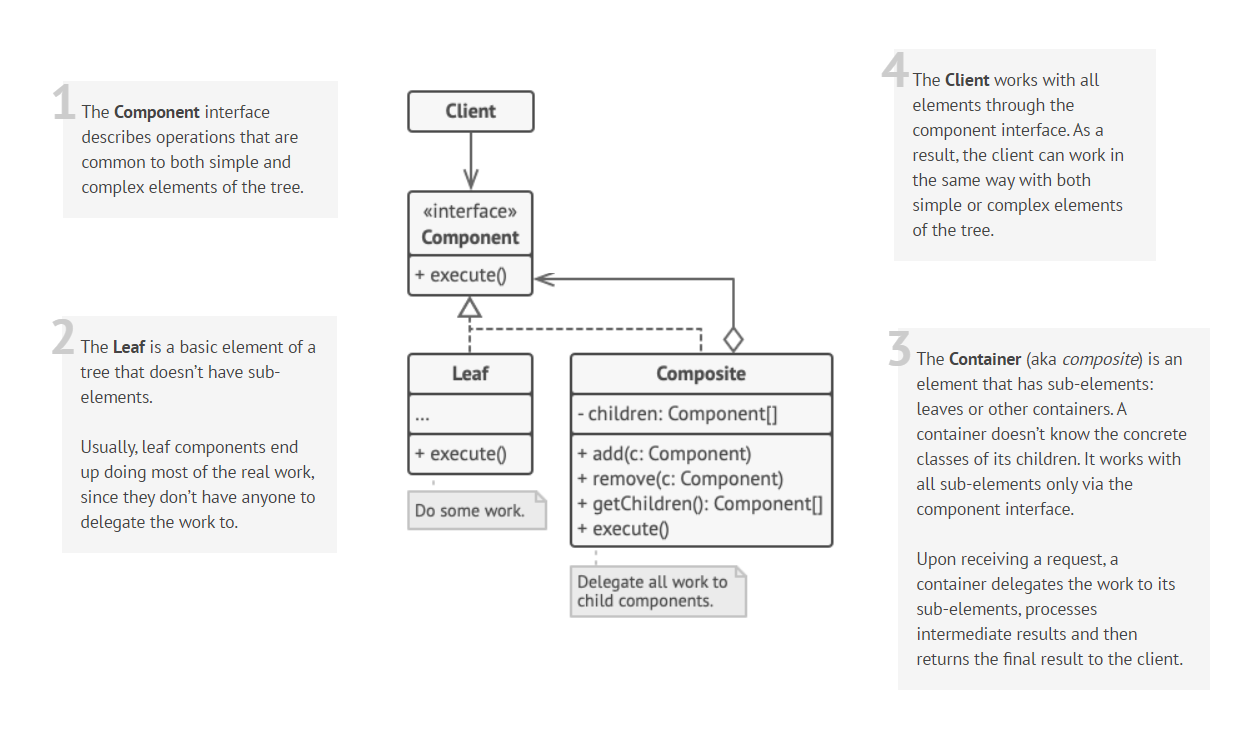 1
The Component interface
describes operations that are
common to both simple and
complex elements of the tree.
2
The Leaf is a basic element of a
tree that doesn't have sub-
elements.
Usually, leaf components end
up doing most of the real work,
since they don't have anyone to
delegate the work to.
Client
«interface»
Component
+ execute()
Leaf
...
+ execute()
Do some work.
Composite
- children: Component[]
+ add(c: Component)
+ remove(c: Component)
+ getChildren(): Component[]
+ execute()
Delegate all work to
child components.
4
The Client works with all
elements through the
component interface. As a
result, the client can work in
the same way with both
simple or complex elements
of the tree.
3
The Container (aka composite) is an
element that has sub-elements:
leaves or other containers. A
container doesn't know the concrete
classes of its children. It works with
all sub-elements only via the
component interface.
Upon receiving a request, a
container delegates the work to its
sub-elements, processes
intermediate results and then
returns the final result to the client.